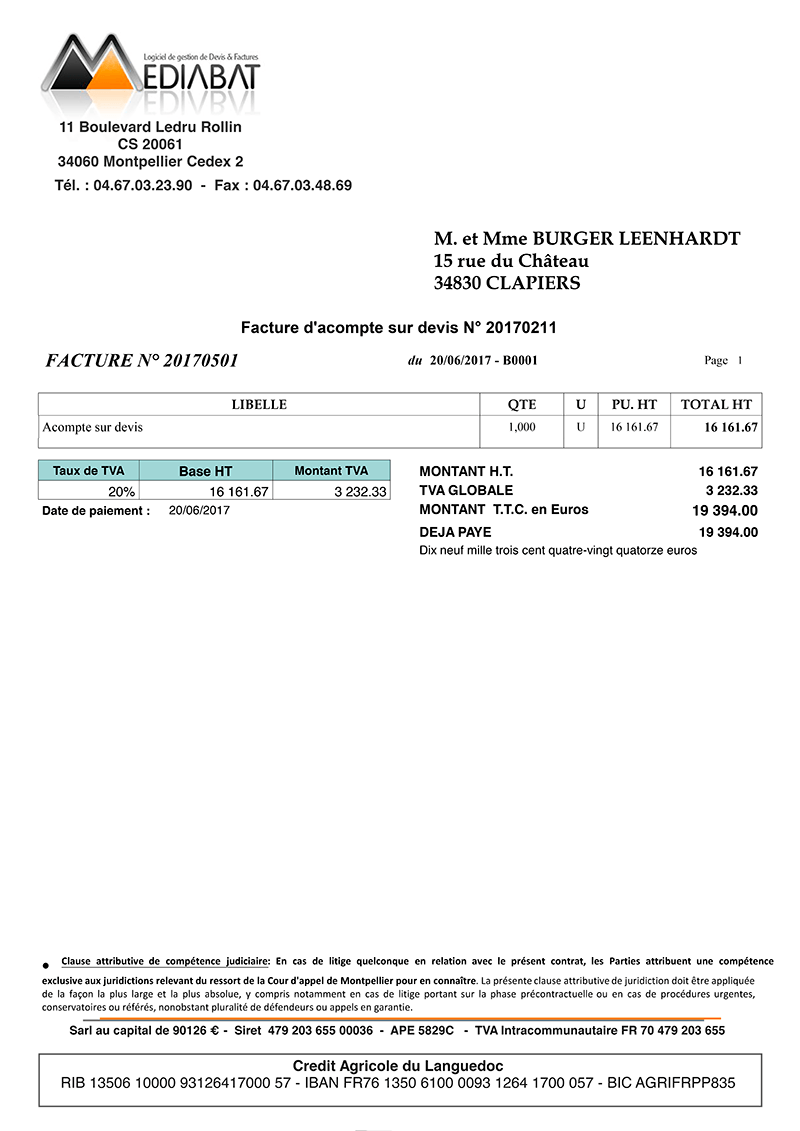 Logiciel de gestion de Devis & Factures
MEDIABAT
11 Boulevard Ledru Rollin
CS 20061
34060 Montpellier Cedex 2
Tél. : 04.67.03.23.90 - Fax : 04.67.03.48.69
M. et Mme BURGER LEENHARDT
15 rue du Château
34830 CLAPIERS
Facture d'acompte sur devis N° 20170211
FACTURE N° 20170501 du 20/06/2017 - B0001 Page 1
LIBELLE QTE U PU. HT TOTAL HT
Acompte sur devis 1,000 U 16 161.67 16 161.67
Taux de TVA Base HT Montant TVA
20% 16 161.67 3 232.33
Date de paiement : 20/06/2017
MONTANT H.T. 16 161.67
TVA GLOBALE 3 232.33
MONTANT T.T.C. en Euros 19 394.00
DEJA PAYE 19 394.00
Dix neuf mille trois cent quatre-vingt quatorze euros
• Clause attributive de compétence judiciaire: En cas de litige quelconque en relation avec le présent contrat, les Parties attribuent une compétence
exclusive aux juridictions relevant du ressort de la Cour d'appel de Montpellier pour en connaître. La présente clause attributive de juridiction doit être appliquée
de la façon la plus large et la plus absolue, y compris notamment en cas de litige portant sur la phase précontractuelle ou en cas de procédures urgentes,
conservatoires ou référés, nonobstant pluralité de défendeurs ou appels en garantie.
Sarl au capital de 90126 € - Siret 479 203 655 00036 - APE 5829C - TVA Intracommunautaire FR 70 479 203 655
Credit Agricole du Languedoc
RIB 13506 10000 93126417000 57 - IBAN FR76 1350 6100 0093 1264 1700 057 - BIC AGRIFRPP835